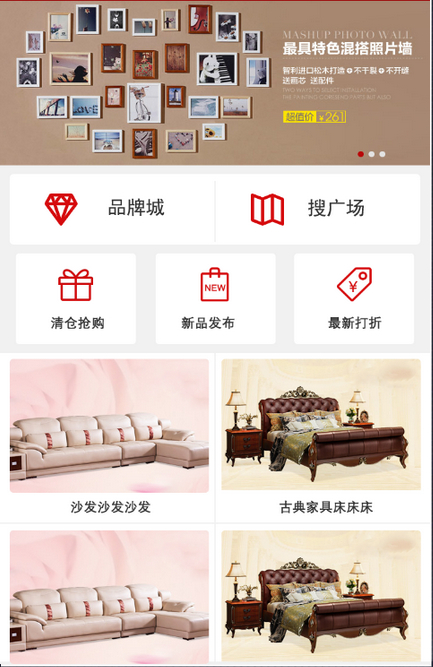 MASHUP PHOTO WALL
最具特色混搭照片墙
智利进口松木打造 不干裂 不开缝
送画芯 送配件
TWO WAYS TO SELECT INSTALLATION
超值价 ¥261
品牌城
搜广场
NEW
清仓抢购
新品发布
最新打折
沙发沙发沙发
古典家具床床床